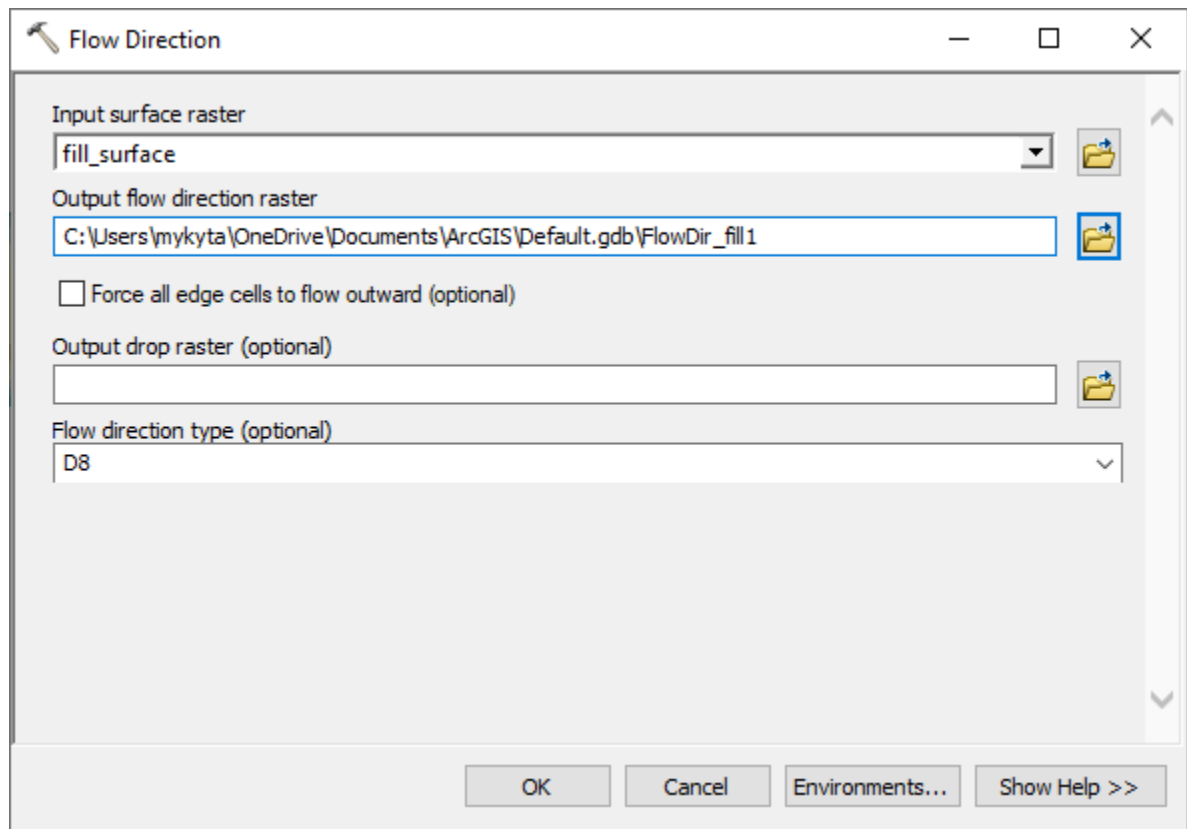 Flow Direction
Input surface raster
fill_surface
Output flow direction raster
C:\Users\mykyta\OneDrive\Documents\ArcGIS\Default.gdb\FlowDir_fill1
Force all edge cells to flow outward (optional)
Output drop raster (optional)
Flow direction type (optional)
D8
OK Cancel Environments... Show Help >>